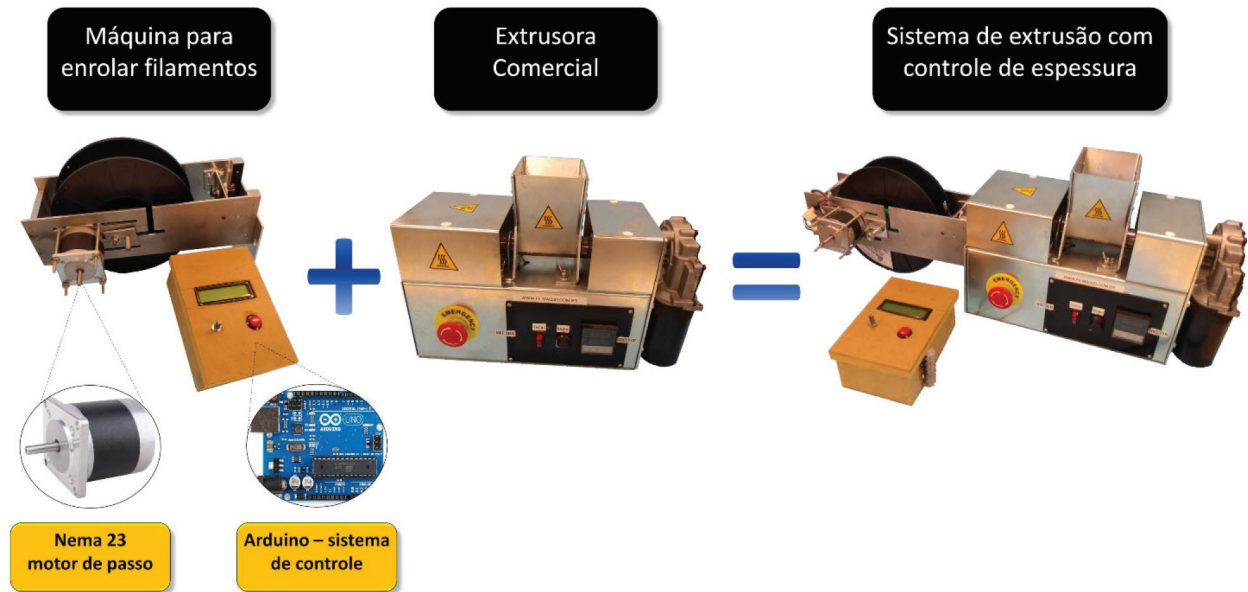 Máquina para
enrolar filamentos
Extrusora
Comercial
Sistema de extrusão com
controle de espessura
EMERGENCY
EMERGENCY
UNO
ARDUINO
Nema 23
motor de passo
Arduino – sistema
de controle